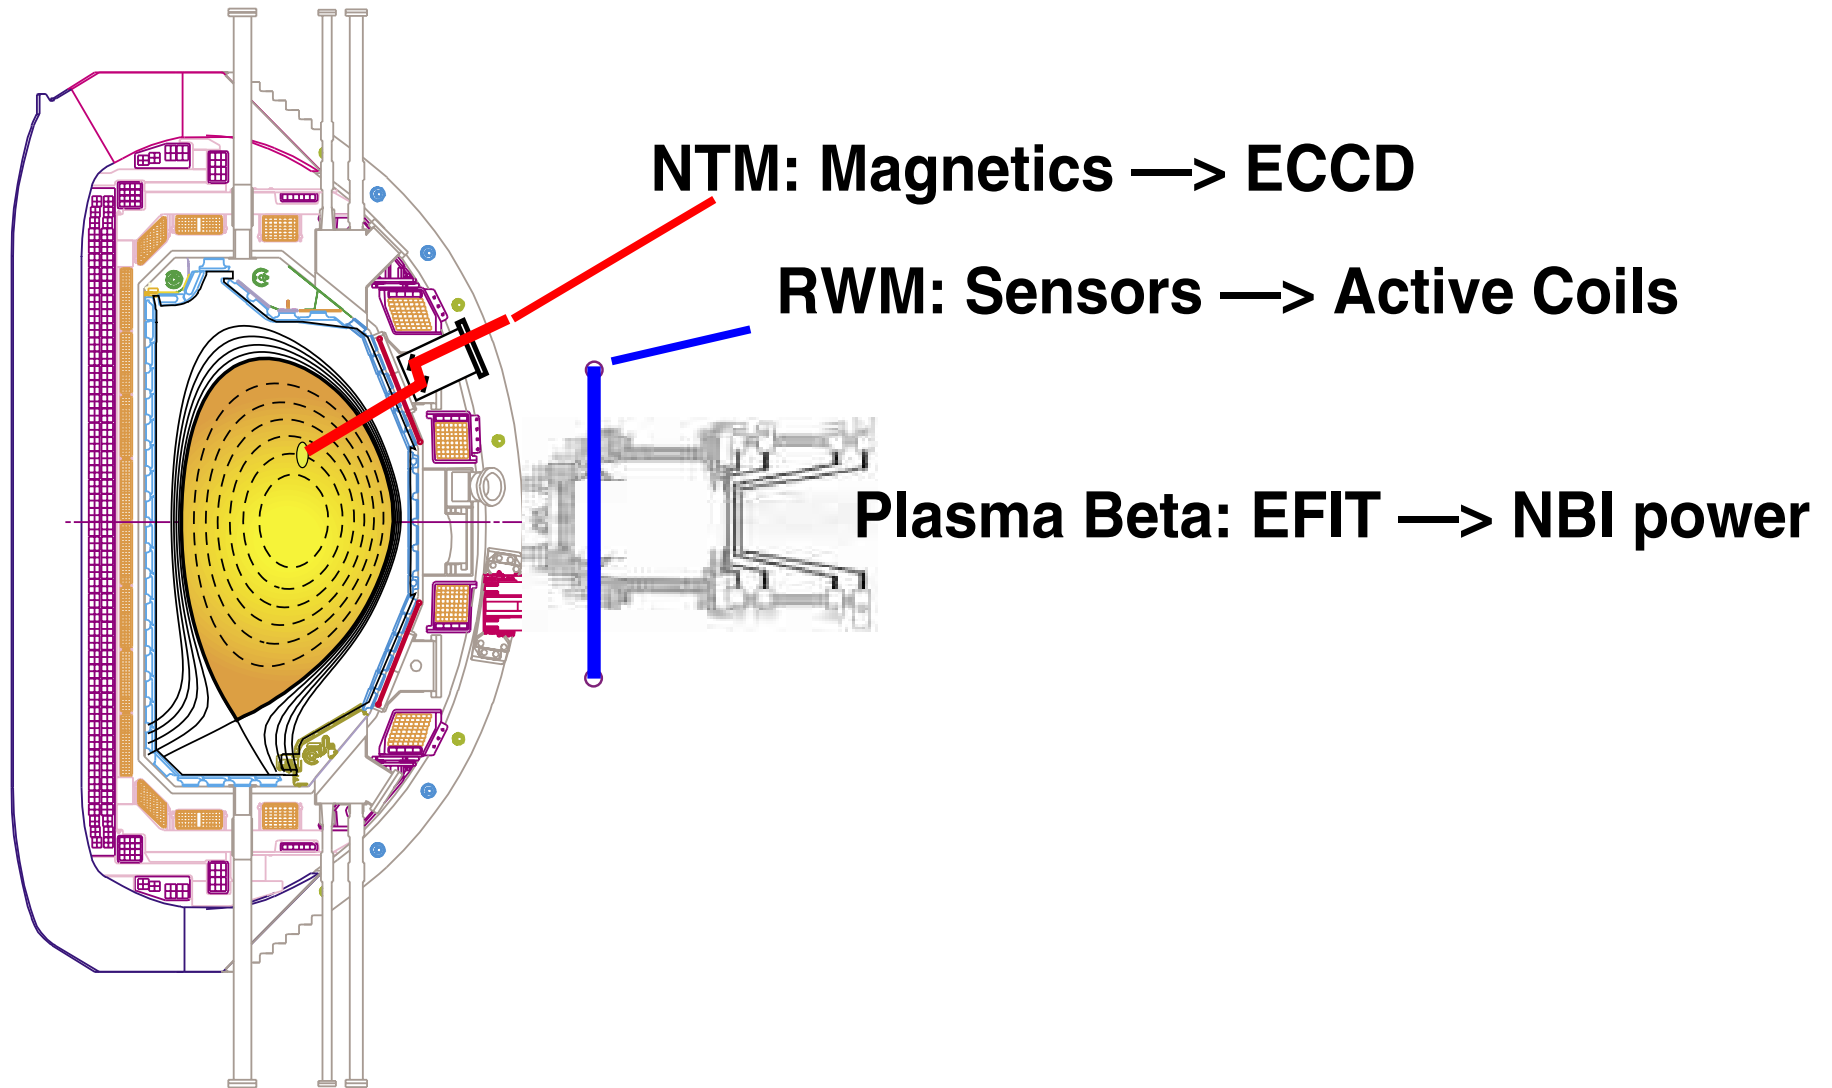 NTM: Magnetics —> ECCD
RWM: Sensors —> Active Coils
Plasma Beta: EFIT —> NBI power